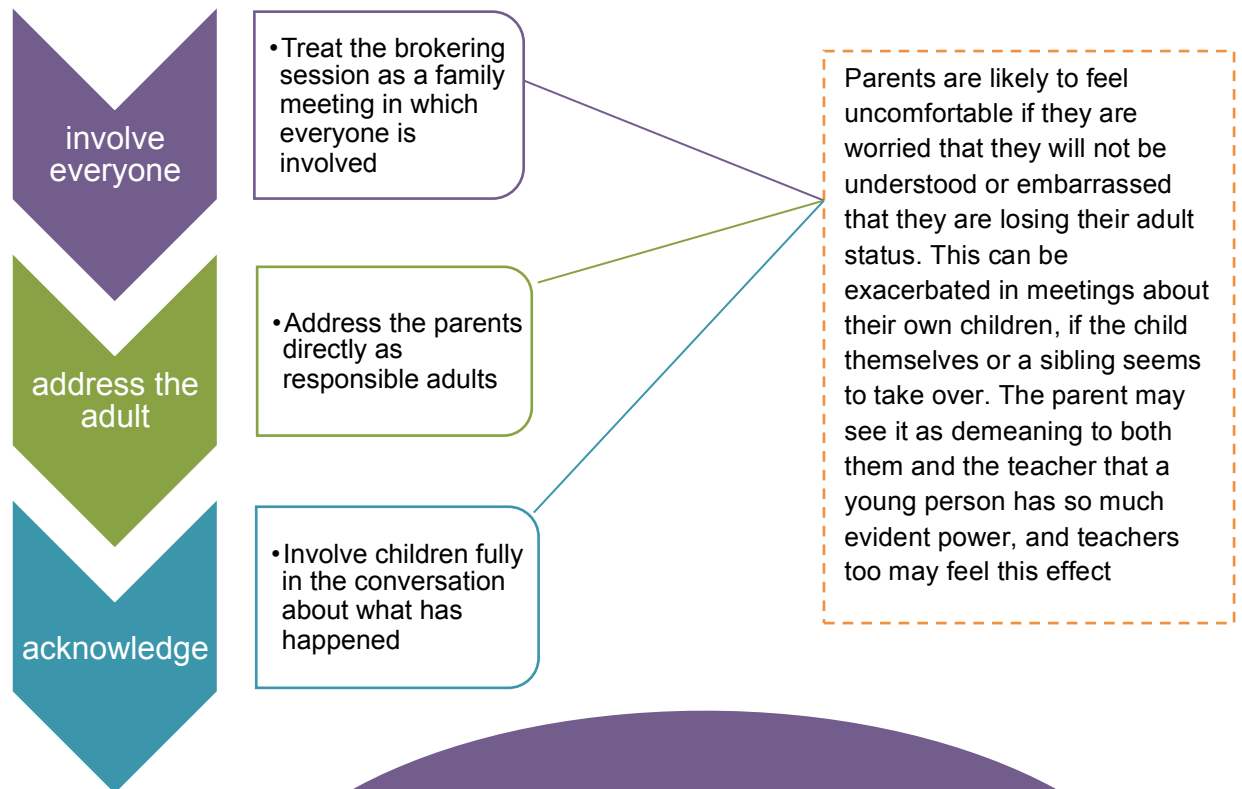 involve
everyone
•Treat the brokering
session as a family
meeting in which
everyone is
involved
address the
adult
•Address the parents
directly as
responsible adults
acknowledge
•Involve children fully
in the conversation
about what has
happened
Parents are likely to feel
uncomfortable if they are
worried that they will not be
understood or embarrassed
that they are losing their adult
status. This can be
exacerbated in meetings about
their own children, if the child
themselves or a sibling seems
to take over. The parent may
see it as demeaning to both
them and the teacher that a
young person has so much
evident power, and teachers
too may feel this effect